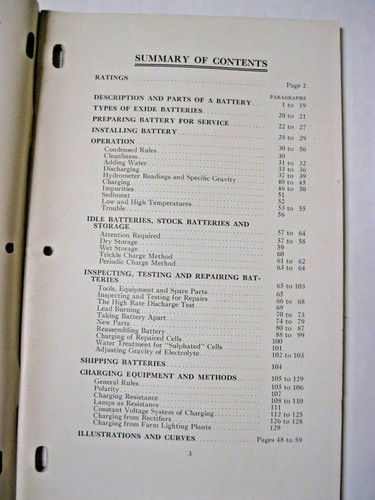 SUMMARY OF CONTENTS
RATINGS Page 2
PARAGRAPHS
DESCRIPTION AND PARTS OF A BATTERY 1 to 19
TYPES OF EXIDE BATTERIES 20 to 21
PREPARING BATTERY FOR SERVICE 22 to 27
INSTALLING BATTERY 28 to 29
OPERATION 30 to 56
Condensed Rules 30
Cleanliness 31 to 32
Adding Water 33 to 36
Discharging 37 to 39
Hydrometer Readings and Specific Gravity 40 to 45
Charging 46 to 50
Impurities 51
Sediment 52
Low and High Temperatures 53 to 55
Trouble 56
IDLE BATTERIES, STOCK BATTERIES AND
STORAGE 57 to 64
Attention Required 57 to 58
Dry Storage 59
Wet Storage 60
Trickle Charge Method 61 to 62
Periodic Charge Method 63 to 64
INSPECTING, TESTING AND REPAIRING BAT-
TERIES 65 to 103
Tools, Equipment and Spare Parts 65
Inspecting and Testing for Repairs 66 to 68
The High Rate Discharge Test 69
Lead Burning 70 to 73
Taking Battery Apart 74 to 79
New Parts 80 to 87
Reassembling Battery 88 to 99
Charging of Repaired Cells 100
Water Treatment for "Sulphated" Cells 101
Adjusting Gravity of Electrolyte 102 to 103
SHIPPING BATTERIES 104
CHARGING EQUIPMENT AND METHODS 105 to 129
General Rules 105 to 106
Polarity 107
Charging Resistance 108 to 110
Lamps as Resistance 111
Constant Voltage System of Charging 112 to 125
Charging from Rectifiers 126 to 128
Charging from Farm Lighting Plants 129
ILLUSTRATIONS AND CURVES Pages 48 to 59
3